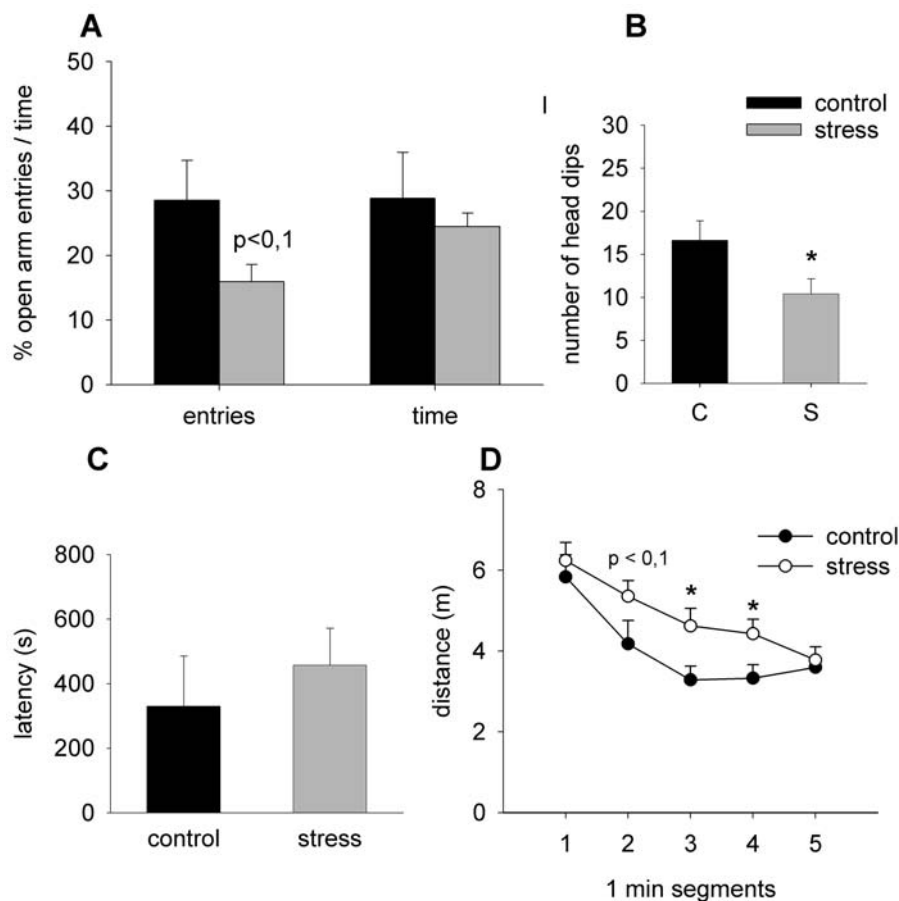 A
% open arm entries / time
50
40
30
20
10
0
p<0,1
entries time
B
control
stress
number of head dips
30
25
20
15
10
5
0
*
C S
C
latency (s)
800
600
400
200
0
control stress
D
distance (m)
8
6
4
2
0
control
stress
p < 0,1
* *
1 2 3 4 5
1 min segments